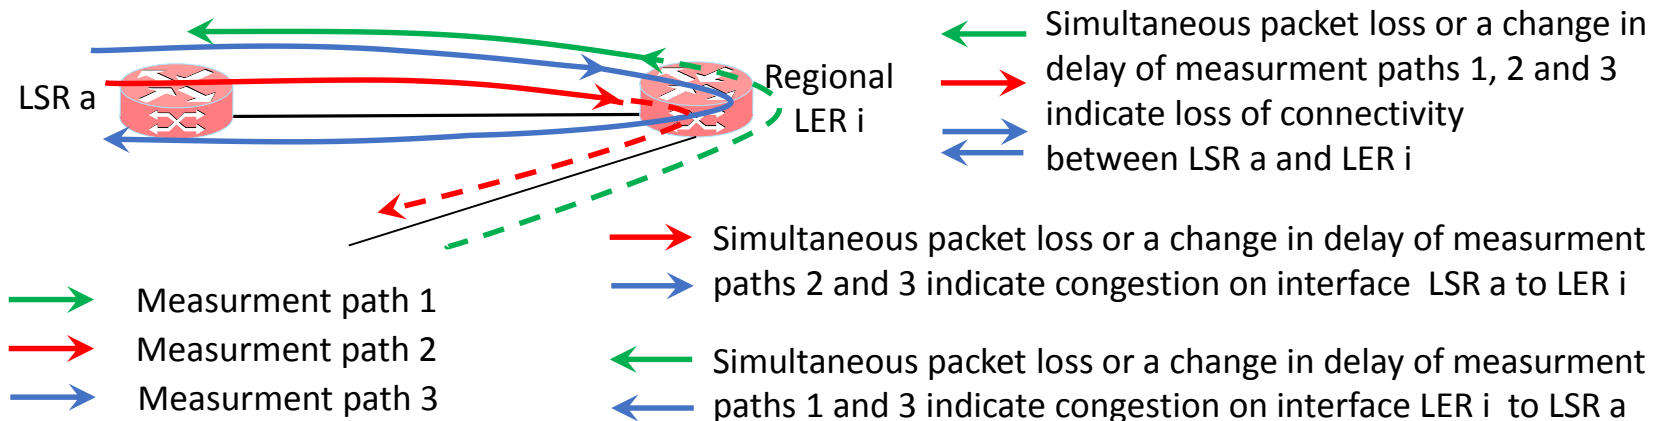 LSR a
Regional
LER i
Simultaneous packet loss or a change in
delay of measurment paths 1, 2 and 3
indicate loss of connectivity
between LSR a and LER i
Simultaneous packet loss or a change in delay of measurment
paths 2 and 3 indicate congestion on interface LSR a to LER i
Measurment path 1
Measurment path 2
Measurment path 3
Simultaneous packet loss or a change in delay of measurment
paths 1 and 3 indicate congestion on interface LER i to LSR a